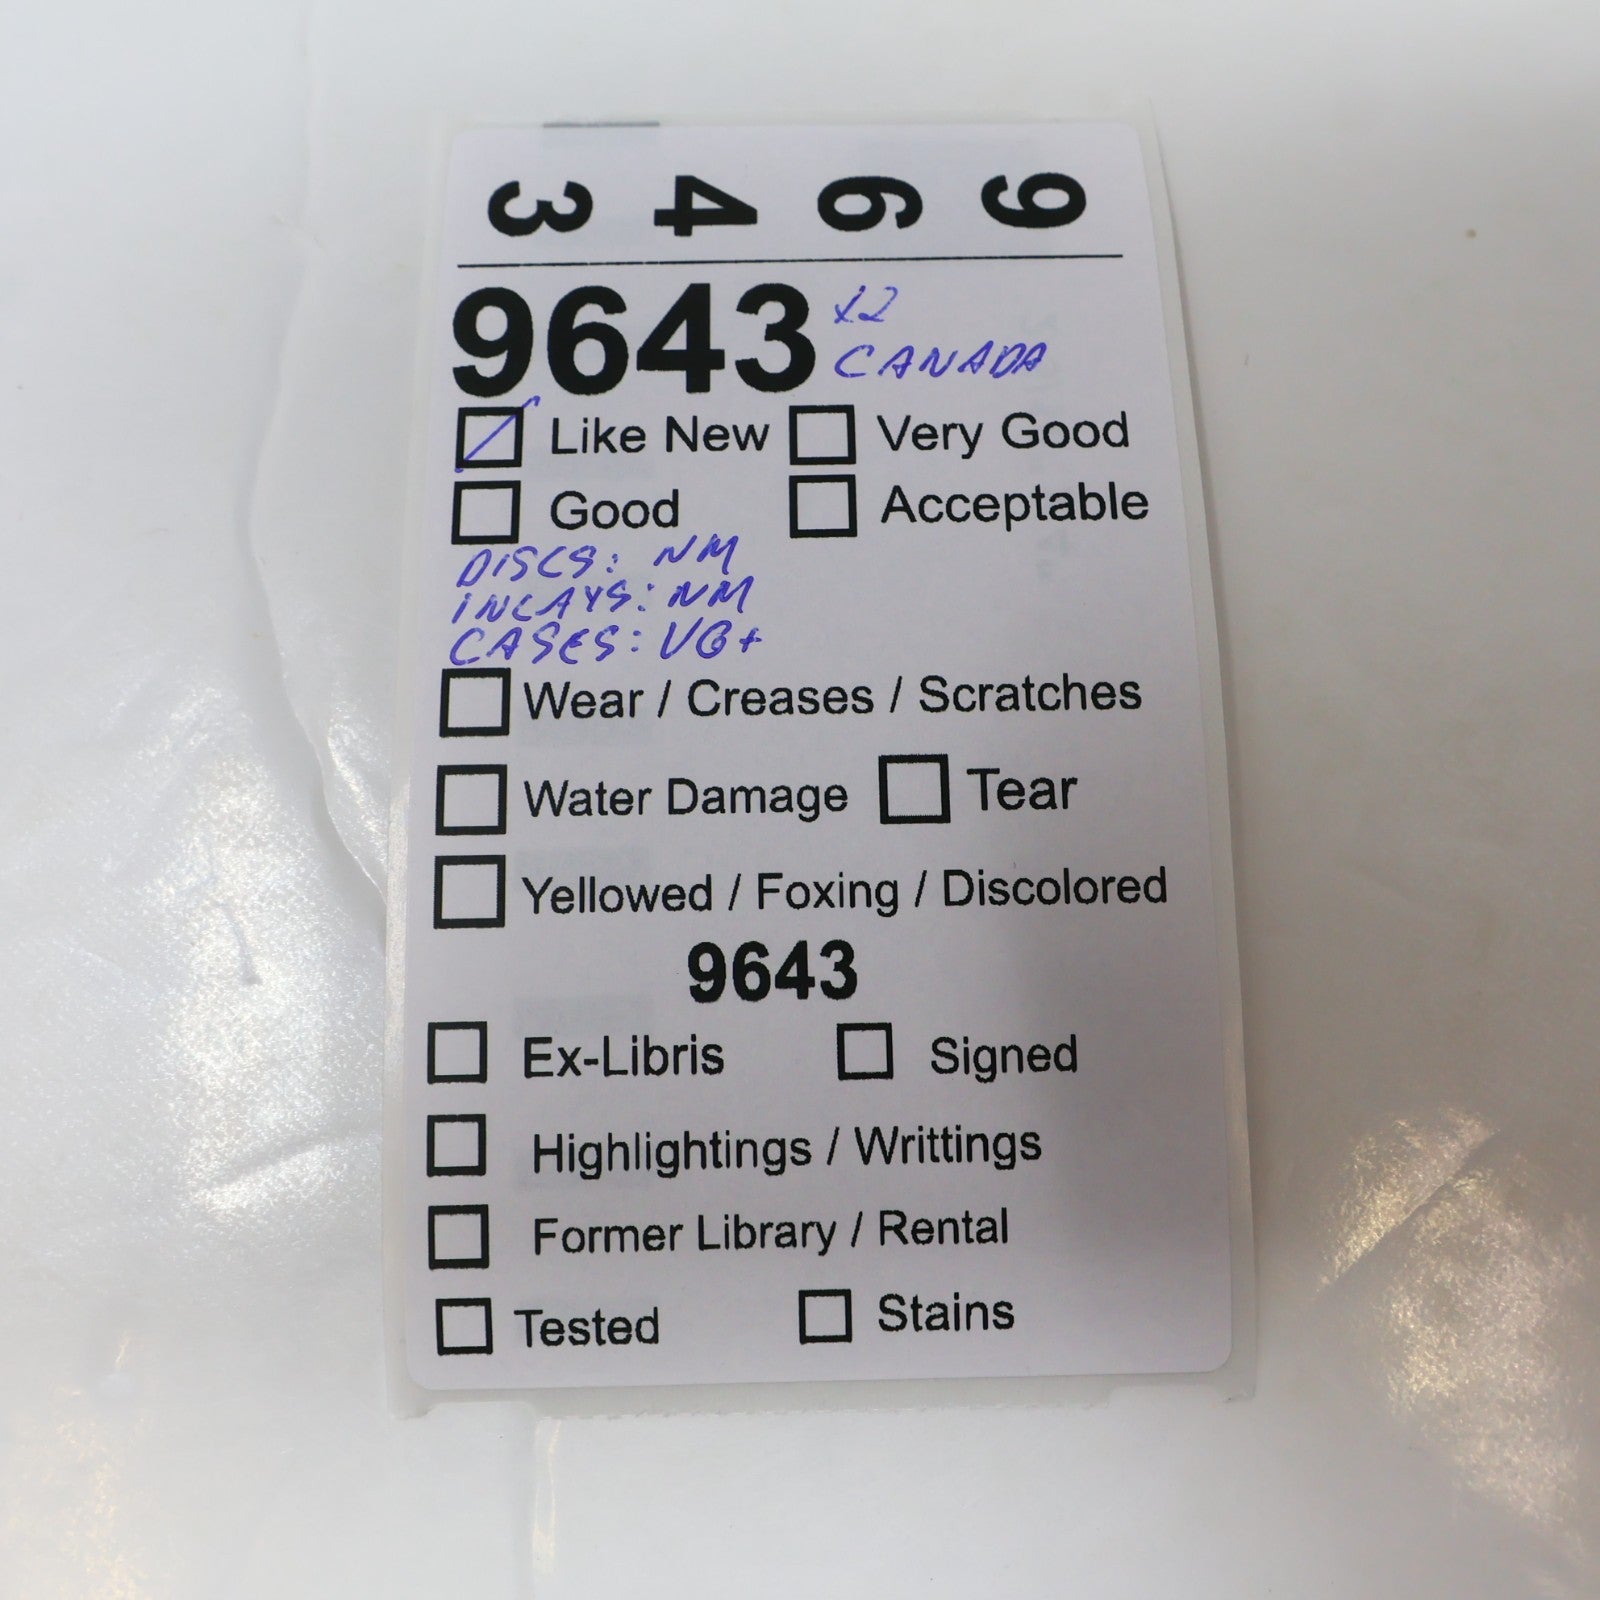 9 6 4 3
9643 x2
CANADA
Like New Very Good
Good Acceptable
DISCS: NM
INLAYS: NM
CASES: VG+
Wear / Creases / Scratches
Water Damage Tear
Yellowed / Foxing / Discolored
9643
Ex-Libris Signed
Highlightings / Writtings
Former Library / Rental
Tested Stains